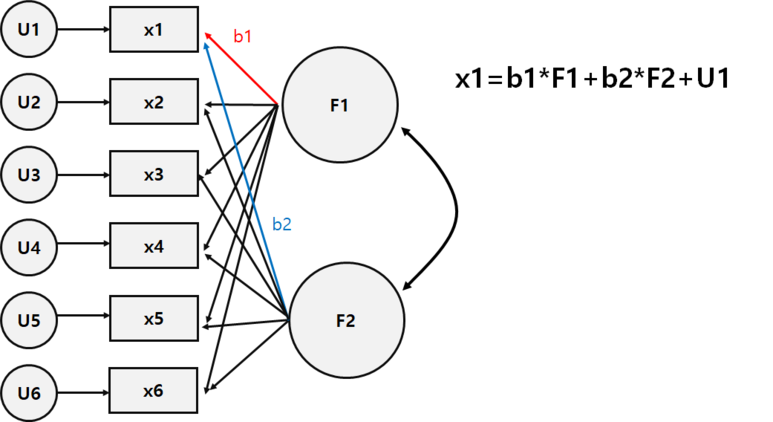 U1
x1
b1
x1=b1*F1+b2*F2+U1
U2
x2
F1
U3
x3
b2
U4
x4
U5
x5
F2
U6
x6